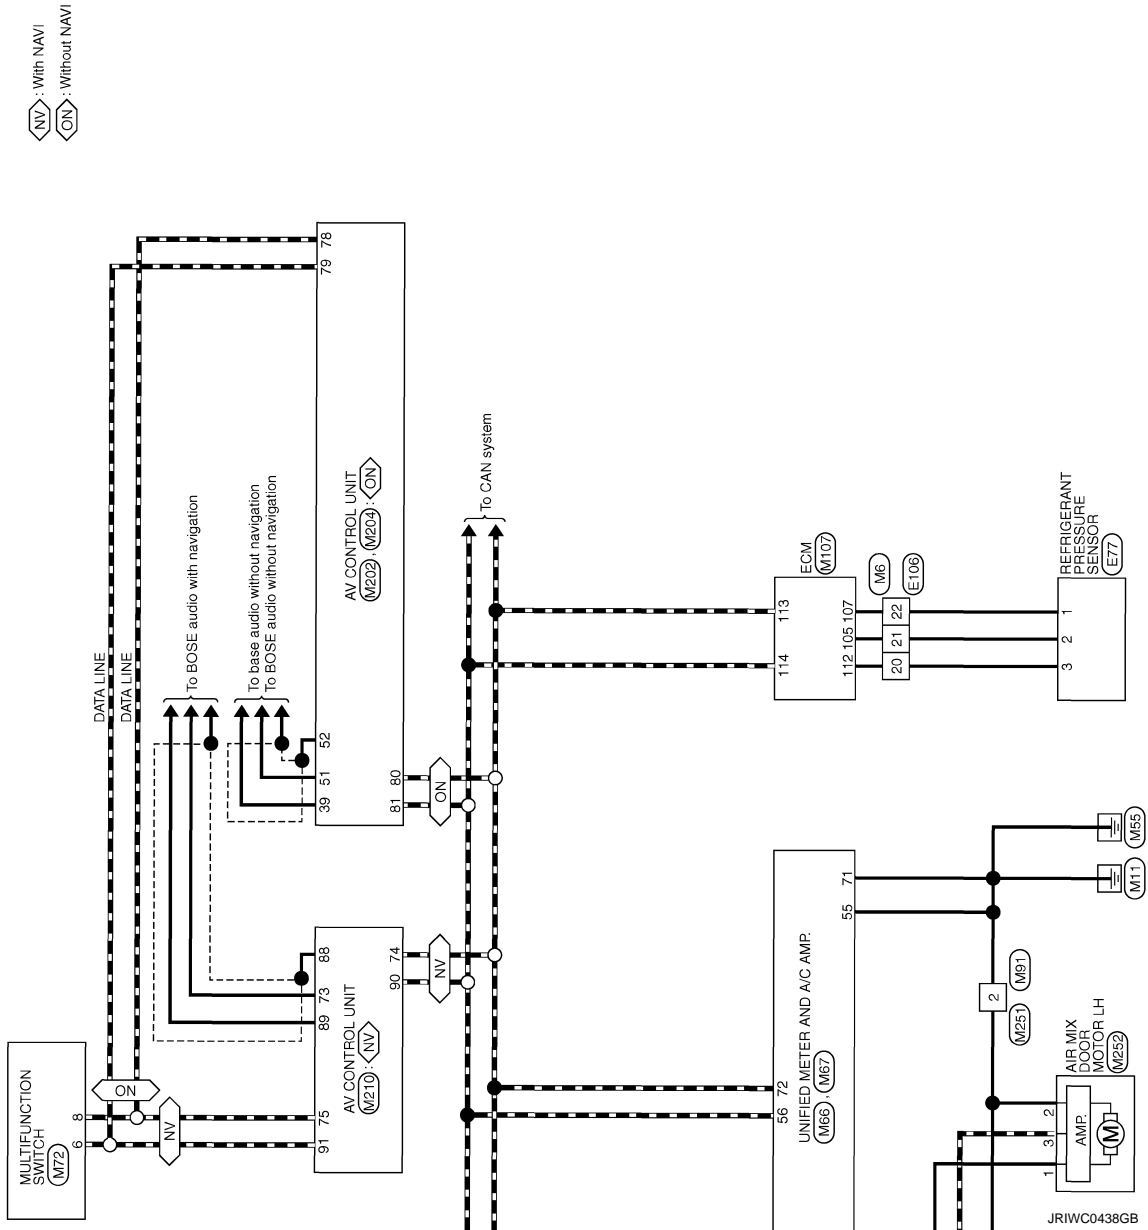 NV : With NAVI
ON : Without NAVI
78
79
DATA LINE
DATA LINE
To BOSE audio with navigation
To base audio without navigation
To BOSE audio without navigation
AV CONTROL UNIT
M202 , M204 : ON
To CAN system
52
51
39
80
81
ON
ECM
M107
113
114
107
105
112
M6
E106
22
21
20
REFRIGERANT
PRESSURE
SENSOR
E77
1
2
3
M55
M11
71
55
UNIFIED METER AND A/C AMP.
M66 , M67
72
56
88
73
89
74
90
NV
AV CONTROL UNIT
M210 : NV
75
91
MULTIFUNCTION
SWITCH
M72
8
6
ON
NV
2
M91
M251
AIR MIX
DOOR
MOTOR LH
M252
2
3
1
AMP.
M
JRIWC0438GB